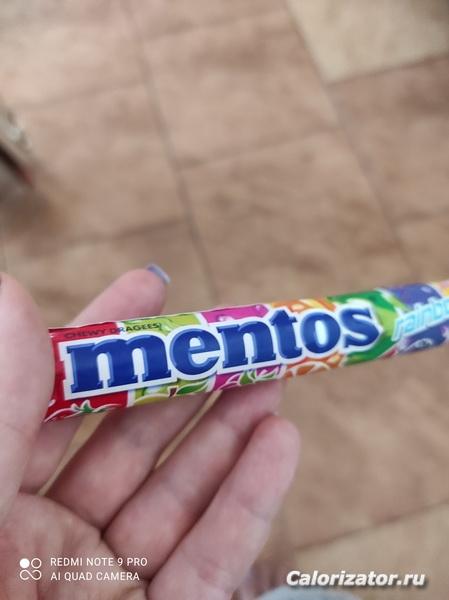 CHEWY DRAGEES
mentos
REDMI NOTE 9 PRO
AI QUAD CAMERA
Calorizator.ru